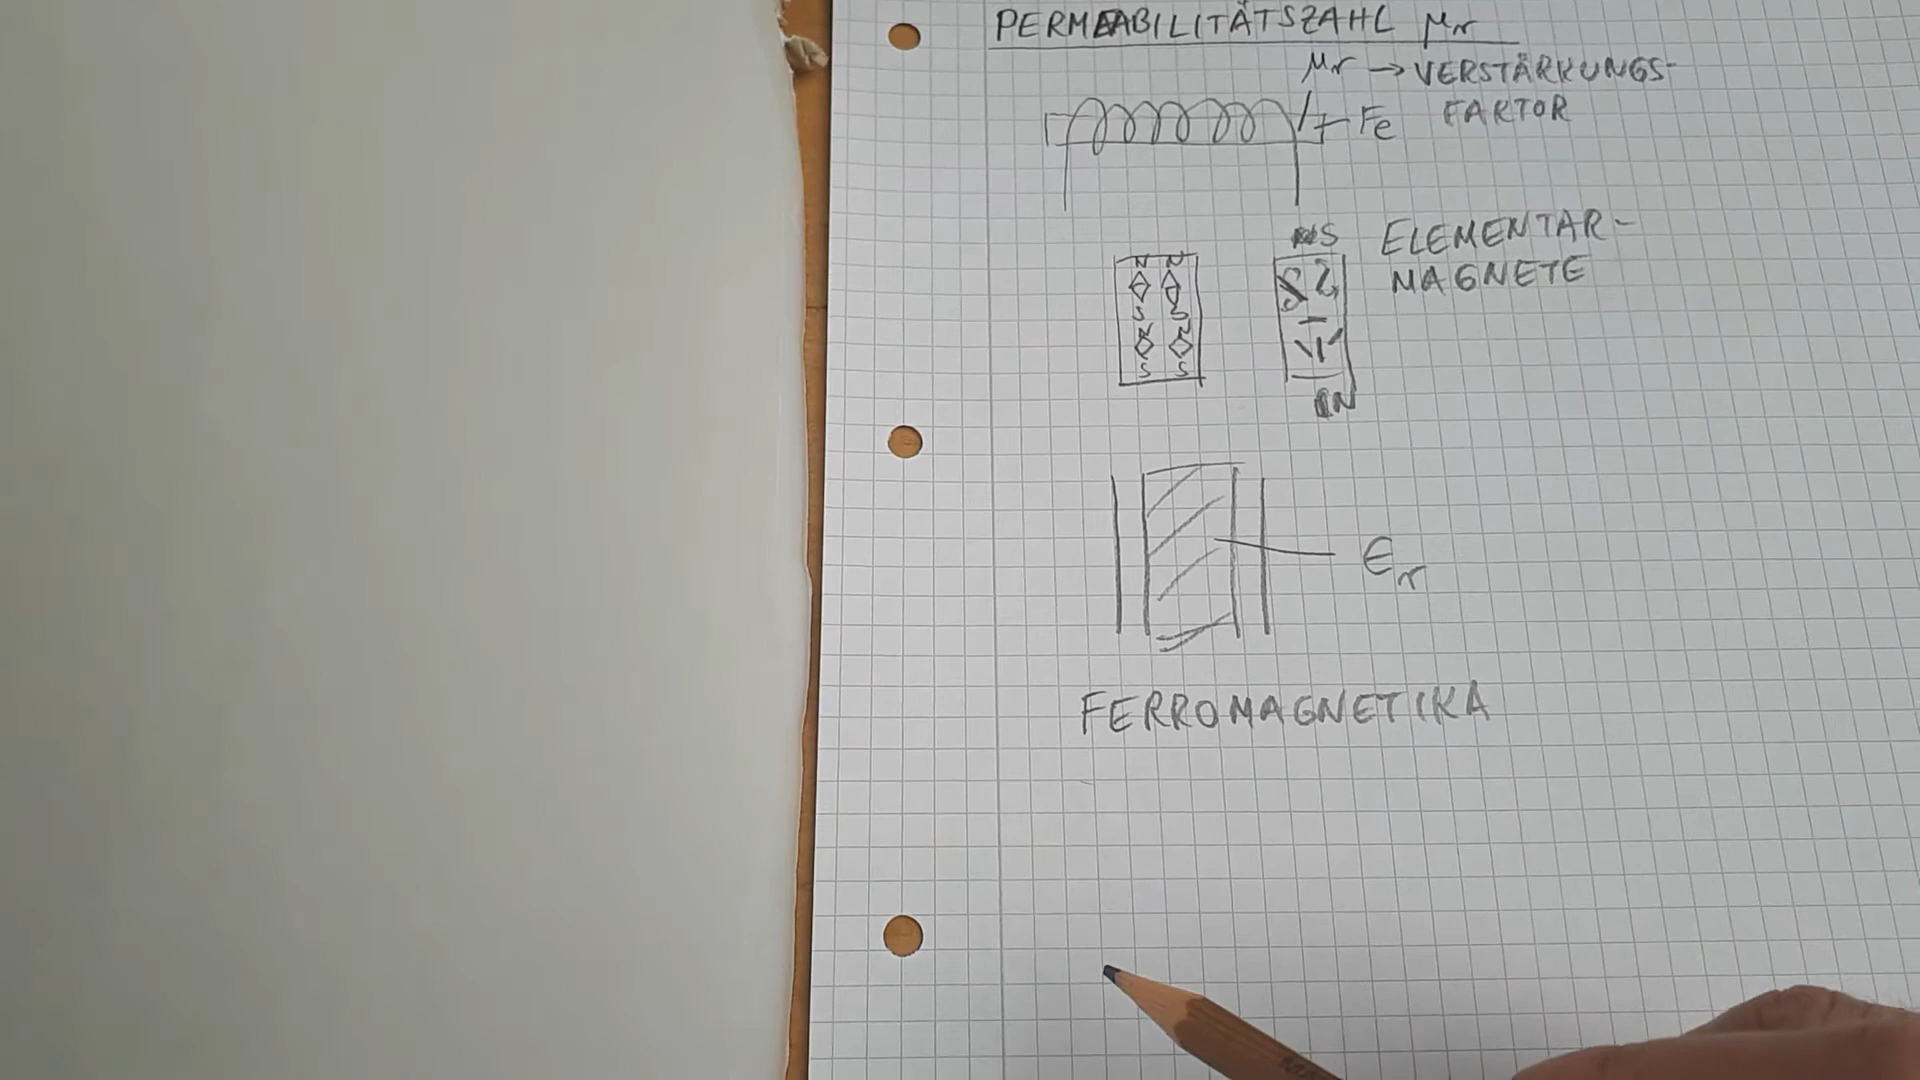 PERMEABILITÄTSZAHL μr
μr → VERSTÄRKUNGS-
FAKTOR
Fe
S
ELEMENTAR-
MAGNETE
N N
S S
N N
S S
N
ϵr
FERROMAGNETIKA